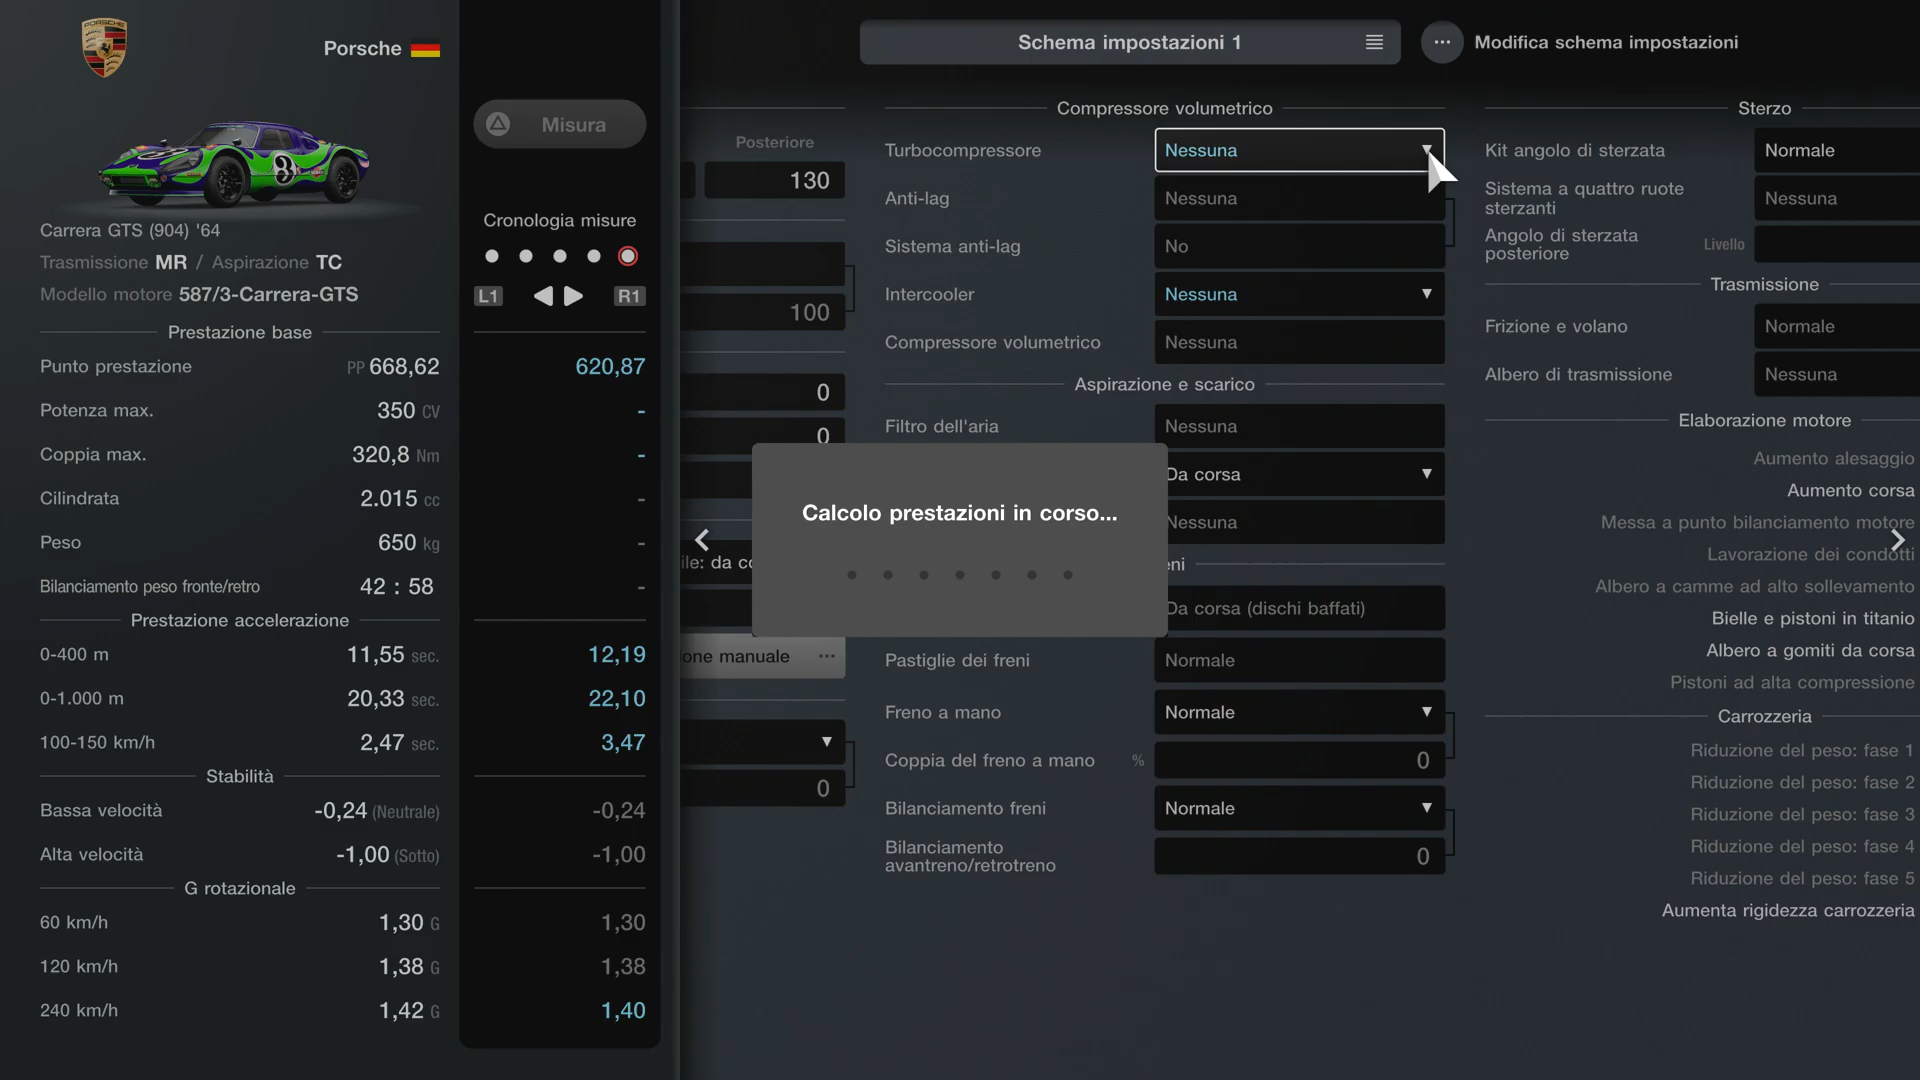 PORSCHE
Porsche
Carrera GTS (904) '64
Trasmissione MR / Aspirazione TC
Modello motore 587/3-Carrera-GTS
Prestazione base
Punto prestazione PP 668,62
Potenza max. 350 CV
Coppia max. 320,8 Nm
Cilindrata 2.015 cc
Peso 650 kg
Bilanciamento peso fronte/retro 42 : 58
Prestazione accelerazione
0-400 m 11,55 sec.
0-1.000 m 20,33 sec.
100-150 km/h 2,47 sec.
Stabilità
Bassa velocità -0,24 (Neutrale)
Alta velocità -1,00 (Sotto)
G rotazionale
60 km/h 1,30 G
120 km/h 1,38 G
240 km/h 1,42 G
Misura
Cronologia misure
L1 R1
620,87
-
-
-
-
-
12,19
22,10
3,47
-0,24
-1,00
1,30
1,38
1,40
Schema impostazioni 1
Modifica schema impostazioni
Posteriore
130
100
0
0
ile: da co
one manuale ...
0
Compressore volumetrico
Turbocompressore Nessuna
Anti-lag Nessuna
Sistema anti-lag No
Intercooler Nessuna
Compressore volumetrico Nessuna
Aspirazione e scarico
Filtro dell'aria Nessuna
Da corsa
Nessuna
Calcolo prestazioni in corso...
eni
Da corsa (dischi baffati)
Pastiglie dei freni Normale
Freno a mano Normale
Coppia del freno a mano % 0
Bilanciamento freni Normale
Bilanciamento
avantreno/retrotreno 0
Sterzo
Kit angolo di sterzata Normale
Sistema a quattro ruote
sterzanti Nessuna
Angolo di sterzata
posteriore Livello
Trasmissione
Frizione e volano Normale
Albero di trasmissione Nessuna
Elaborazione motore
Aumento alesaggio
Aumento corsa
Messa a punto bilanciamento motore
Lavorazione dei condotti
Albero a camme ad alto sollevamento
Bielle e pistoni in titanio
Albero a gomiti da corsa
Pistoni ad alta compressione
Carrozzeria
Riduzione del peso: fase 1
Riduzione del peso: fase 2
Riduzione del peso: fase 3
Riduzione del peso: fase 4
Riduzione del peso: fase 5
Aumenta rigidezza carrozzeria